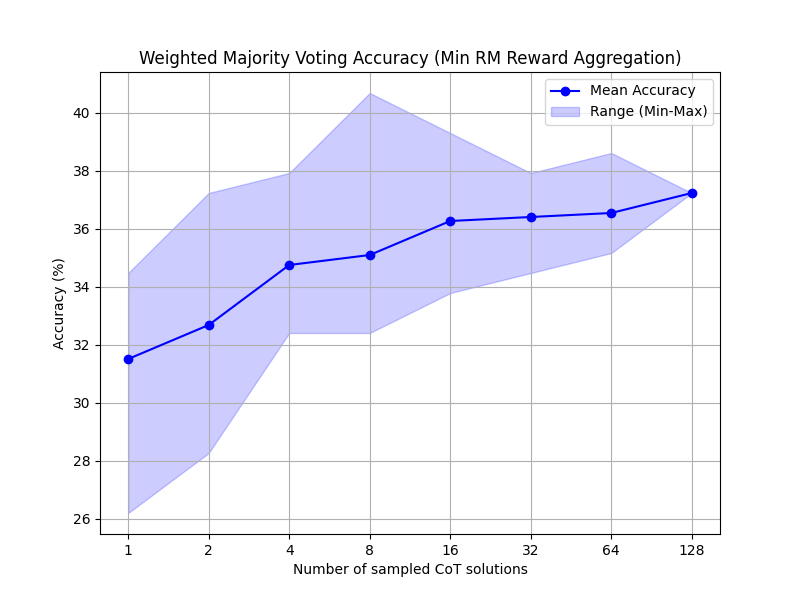 Weighted Majority Voting Accuracy (Min RM Reward Aggregation)
Mean Accuracy
Range (Min-Max)
Accuracy (%)
40
38
36
34
32
30
28
26
1 2 4 8 16 32 64 128
Number of sampled CoT solutions